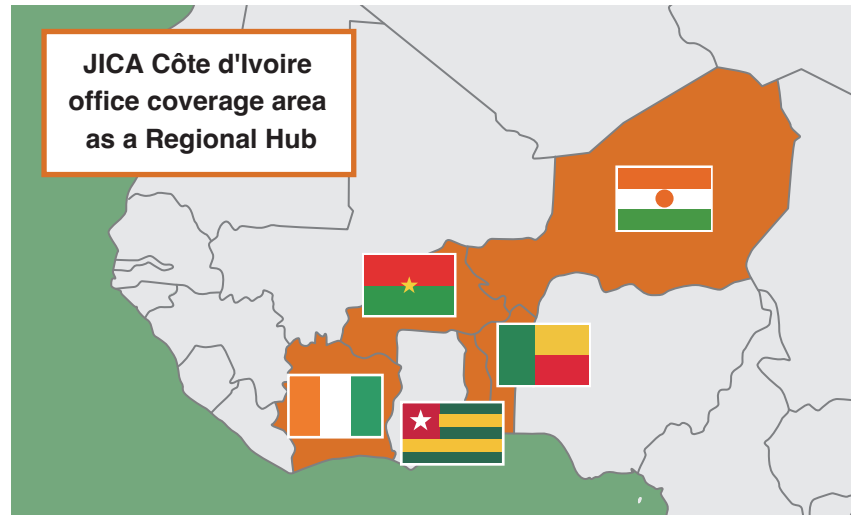 JICA Côte d'Ivoire
office coverage area
as a Regional Hub